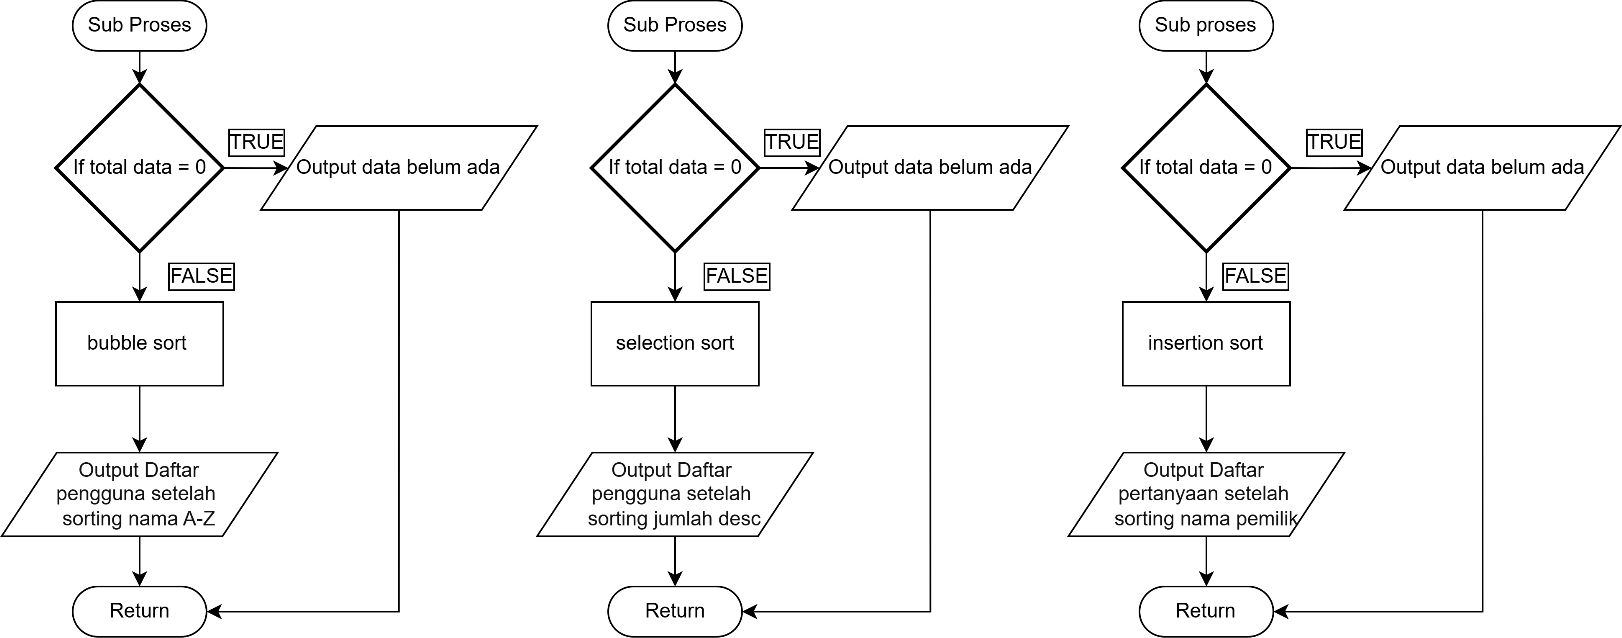 Sub Proses
If total data = 0
TRUE
Output data belum ada
FALSE
bubble sort
Output Daftar
pengguna setelah
sorting nama A-Z
Return
Sub Proses
If total data = 0
TRUE
Output data belum ada
FALSE
selection sort
Output Daftar
pengguna setelah
sorting jumlah desc
Return
Sub proses
If total data = 0
TRUE
Output data belum ada
FALSE
insertion sort
Output Daftar
pertanyaan setelah
sorting nama pemilik
Return